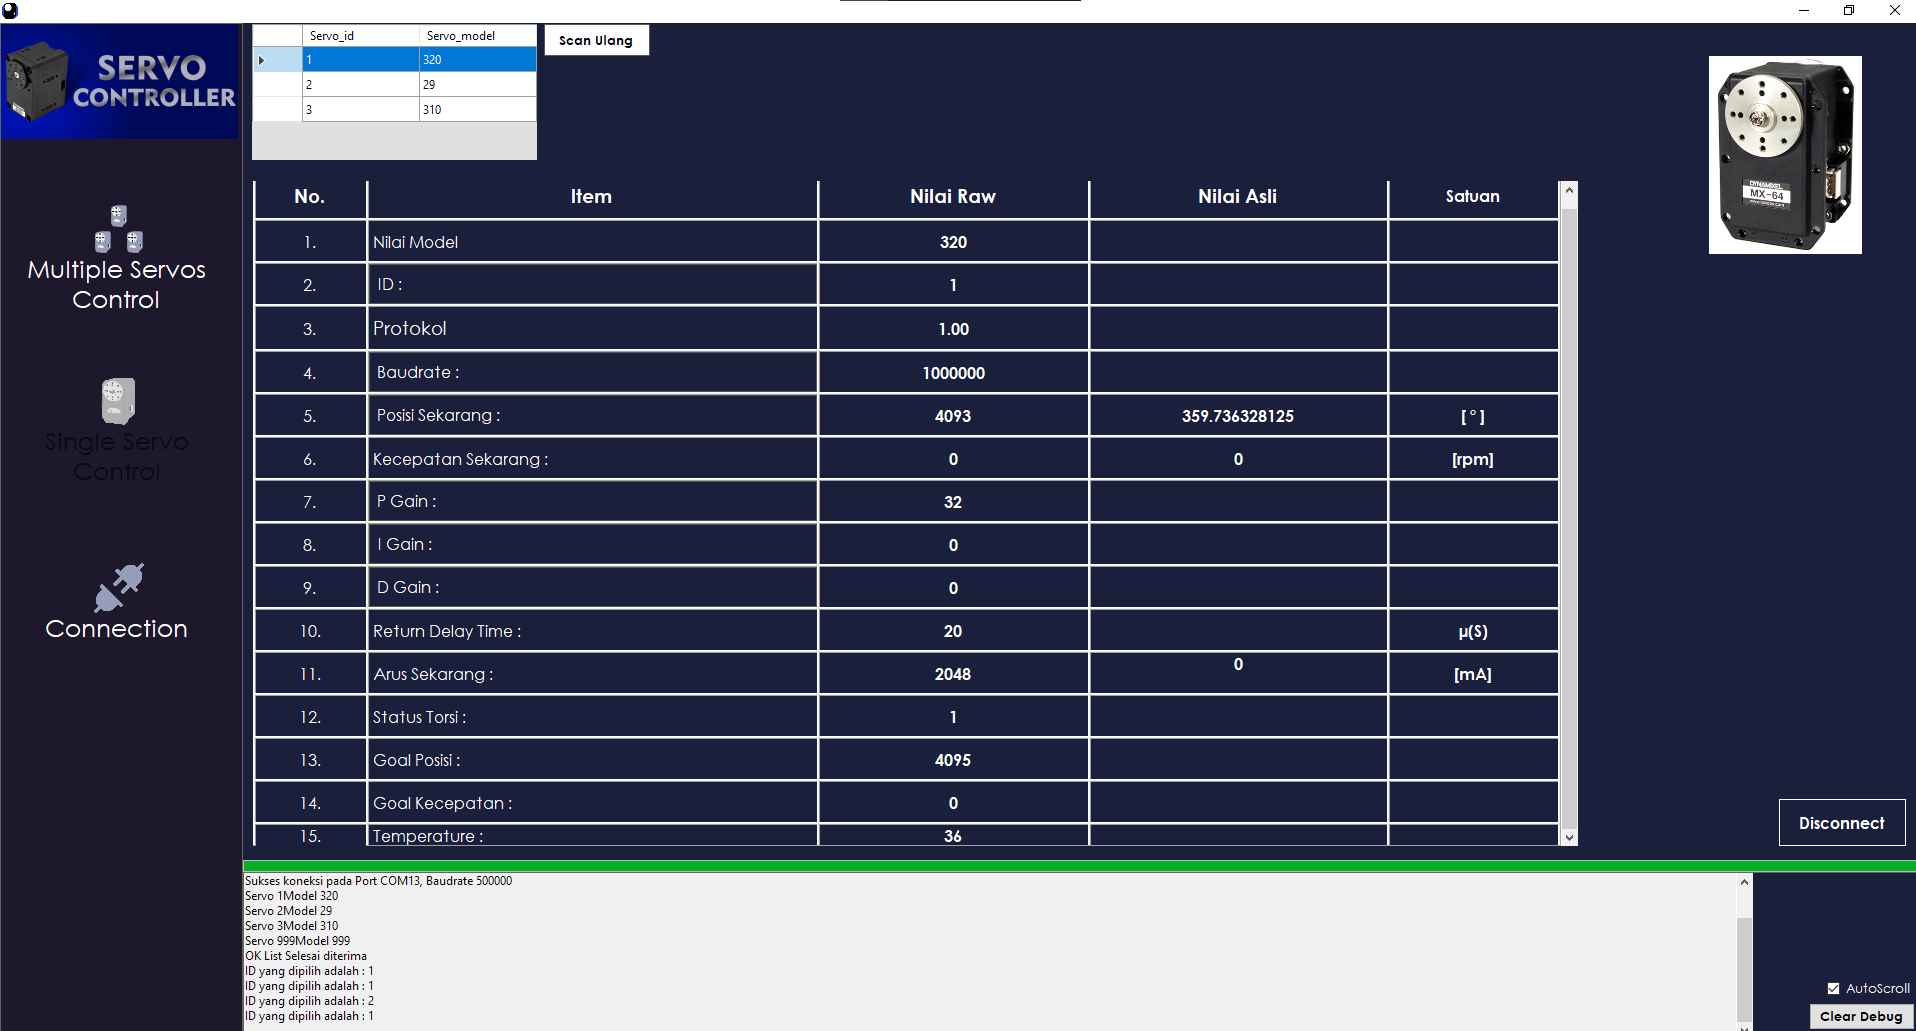 SERVO
CONTROLLER
Servo_id Servo_model
1 320
2 29
3 310
Scan Ulang
DYNAMIXEL
MX-64
Multiple Servos
Control
Single Servo
Control
Connection
No. Item Nilai Raw Nilai Asli Satuan
1. Nilai Model 320
2. ID : 1
3. Protokol 1.00
4. Baudrate : 1000000
5. Posisi Sekarang : 4093 359.736328125 [ ° ]
6. Kecepatan Sekarang : 0 0 [rpm]
7. P Gain : 32
8. I Gain : 0
9. D Gain : 0
10. Return Delay Time : 20 µ(S)
11. Arus Sekarang : 2048 0 [mA]
12. Status Torsi : 1
13. Goal Posisi : 4095
14. Goal Kecepatan : 0
15. Temperature : 36
Disconnect
Sukses koneksi pada Port COM13, Baudrate 500000
Servo 1Model 320
Servo 2Model 29
Servo 3Model 310
Servo 999Model 999
OK List Selesai diterima
ID yang dipilih adalah : 1
ID yang dipilih adalah : 1
ID yang dipilih adalah : 2
ID yang dipilih adalah : 1
AutoScroll
Clear Debug